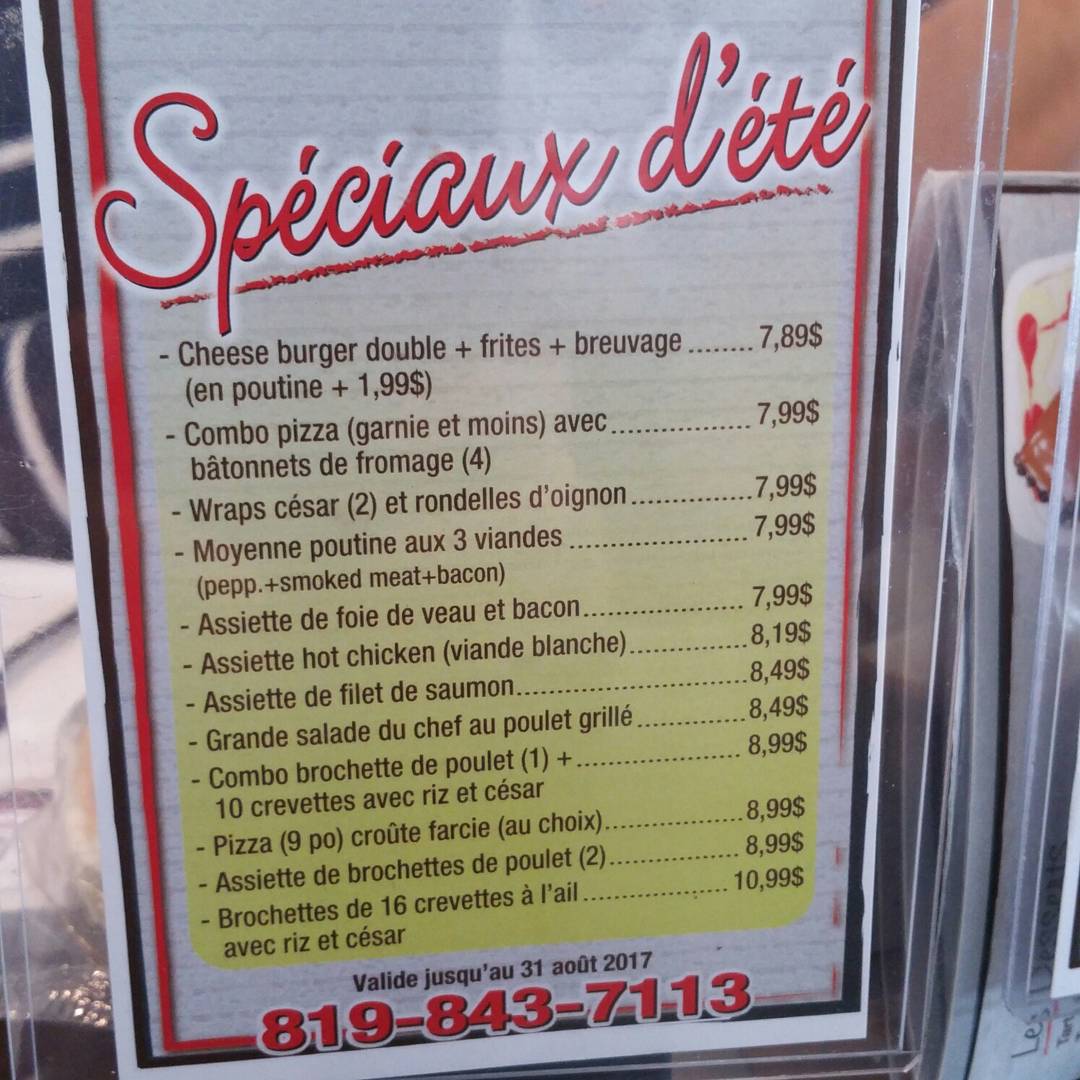 Spéciaux d'été
- Cheese burger double + frites + breuvage ........ 7,89$
(en poutine + 1,99$)
- Combo pizza (garnie et moins) avec .................. 7,99$
bâtonnets de fromage (4)
- Wraps césar (2) et rondelles d'oignon ................ 7,99$
- Moyenne poutine aux 3 viandes ....................... 7,99$
(pepp.+smoked meat+bacon)
- Assiette de foie de veau et bacon..................... 7,99$
- Assiette hot chicken (viande blanche)............... 8,19$
- Assiette de filet de saumon.............................. 8,49$
- Grande salade du chef au poulet grillé .............. 8,49$
- Combo brochette de poulet (1) +...................... 8,99$
10 crevettes avec riz et césar
- Pizza (9 po) croûte farcie (au choix).................. 8,99$
- Assiette de brochettes de poulet (2)................. 8,99$
- Brochettes de 16 crevettes à l'ail ................... 10,99$
avec riz et césar
Valide jusqu'au 31 août 2017
819-843-7113
Les Desserts